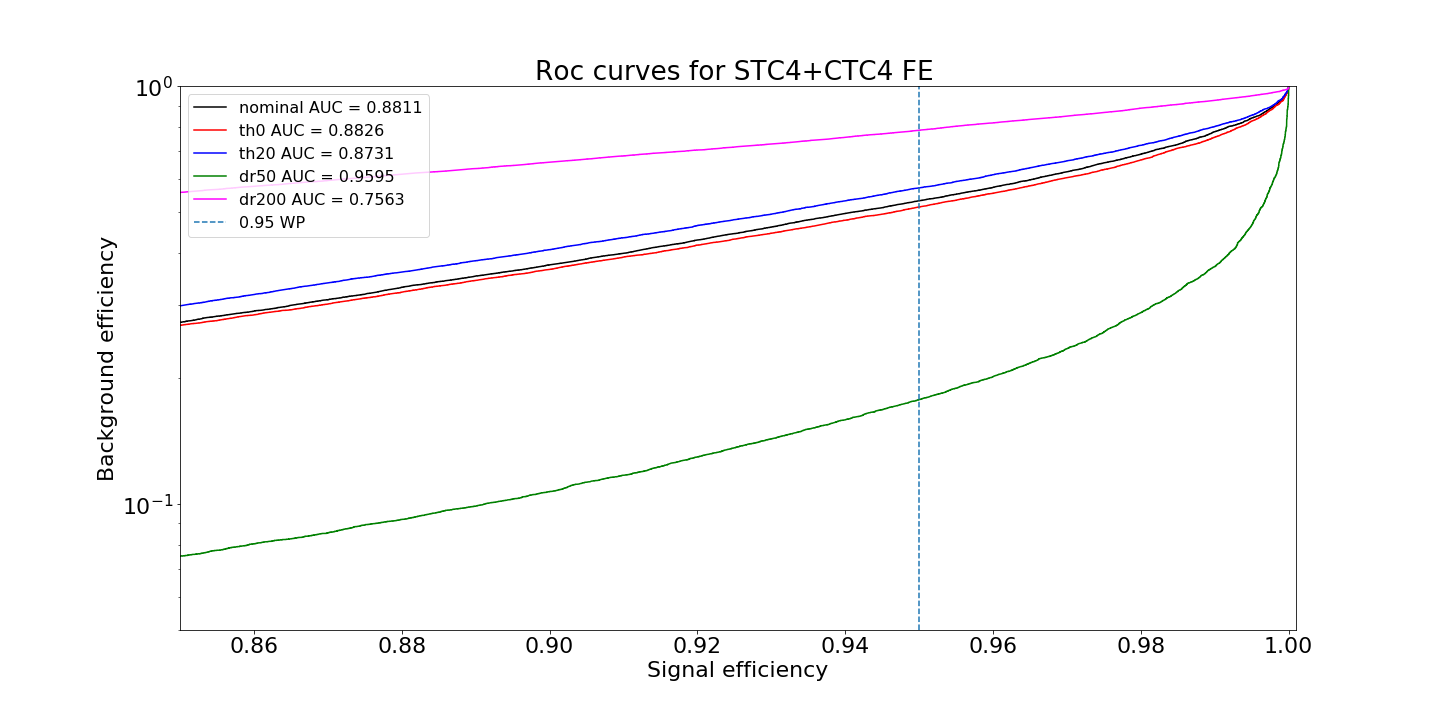 Roc curves for STC4+CTC4 FE
10⁰
nominal AUC = 0.8811
th0 AUC = 0.8826
th20 AUC = 0.8731
dr50 AUC = 0.9595
dr200 AUC = 0.7563
0.95 WP
Background efficiency
10⁻¹
0.86 0.88 0.90 0.92 0.94 0.96 0.98 1.00
Signal efficiency